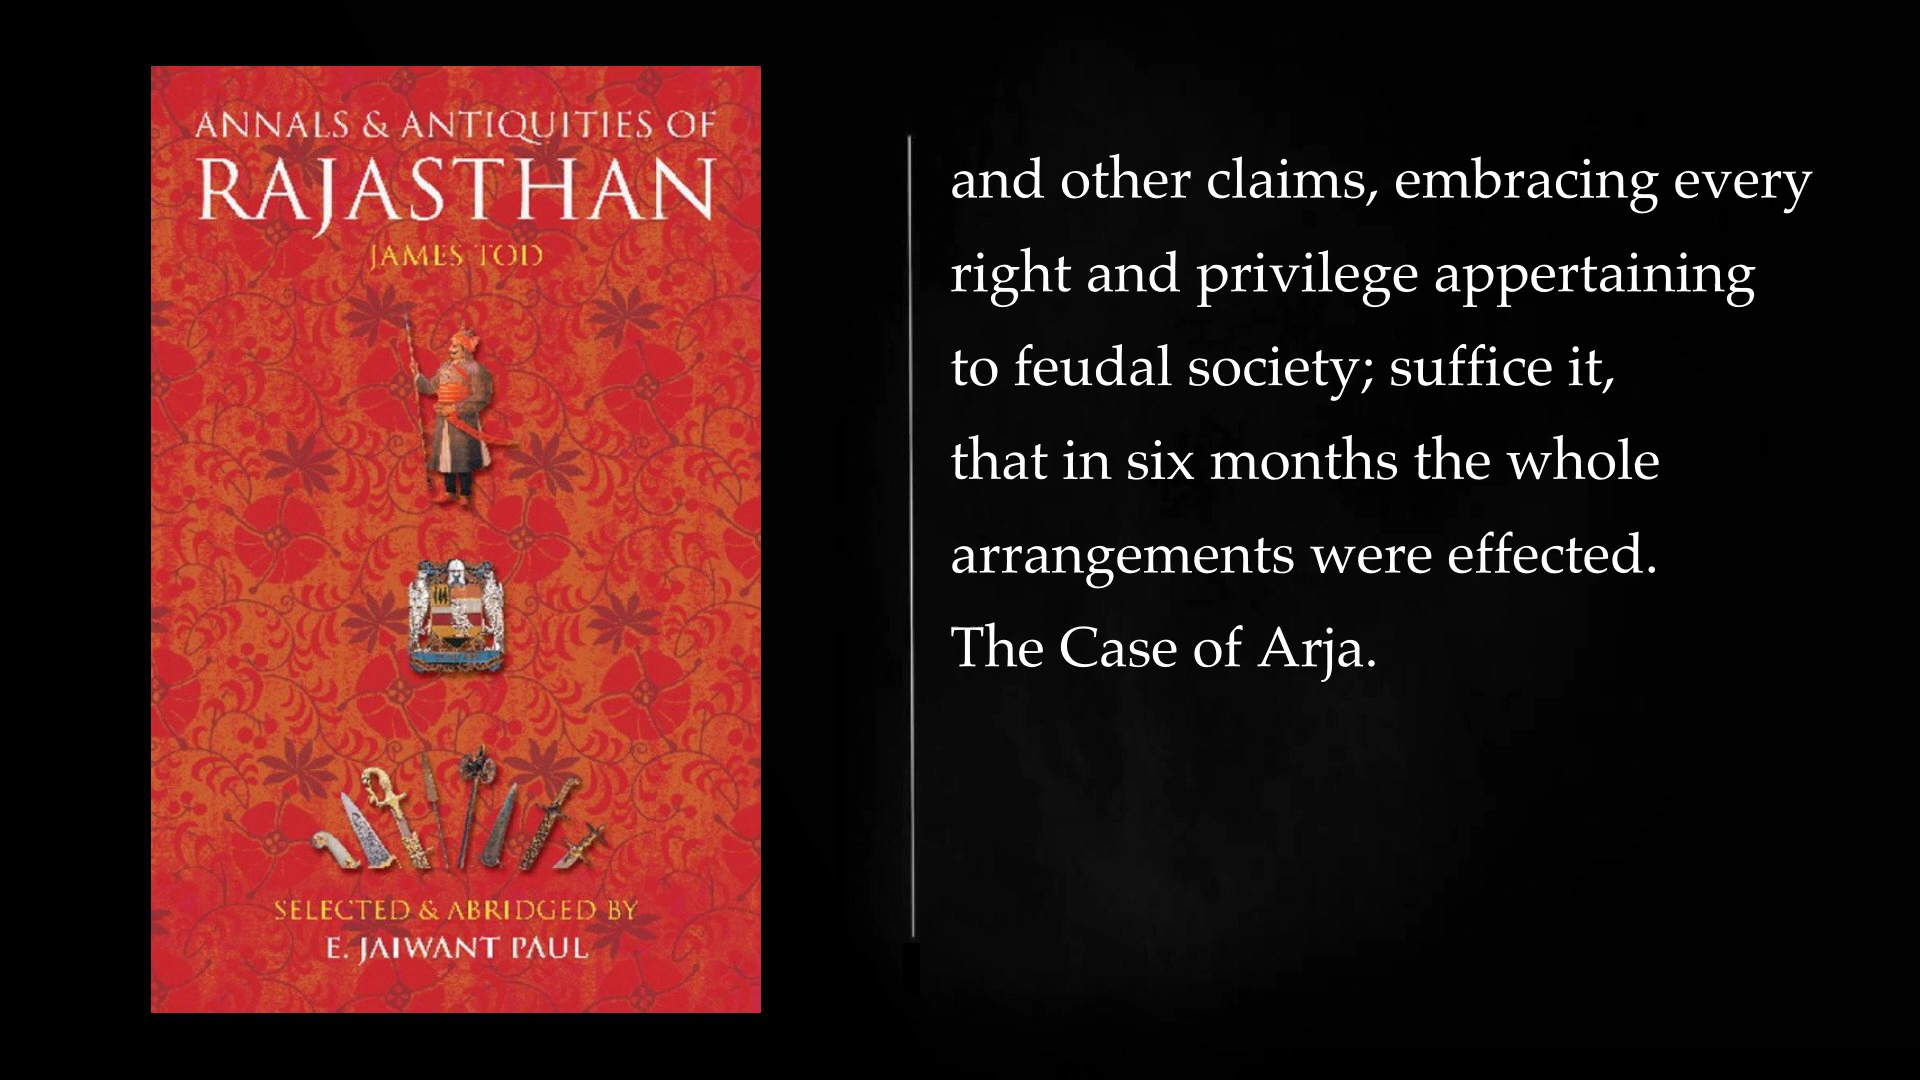 ANNALS & ANTIQUITIES OF
RAJASTHAN
JAMES TOD
SELECTED & ABRIDGED BY
E. JAIWANT PAUL
and other claims, embracing every
right and privilege appertaining
to feudal society; suffice it,
that in six months the whole
arrangements were effected.
The Case of Arja.